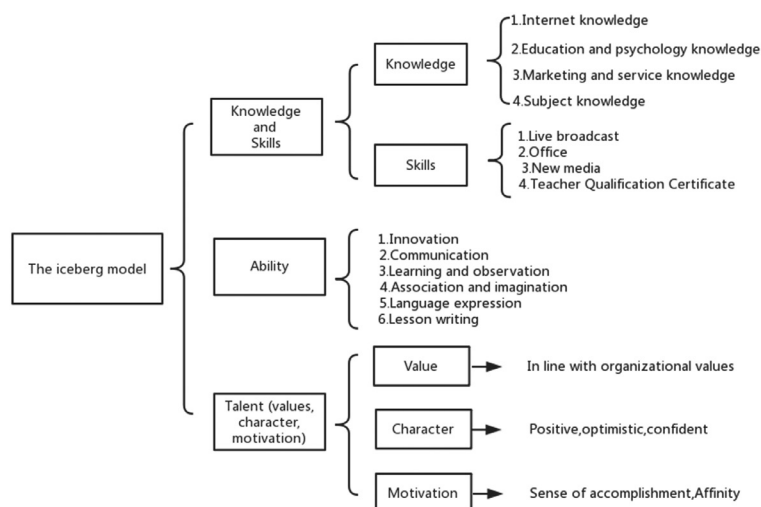 The iceberg model
Knowledge
and
Skills
Knowledge
1.Internet knowledge
2.Education and psychology knowledge
3.Marketing and service knowledge
4.Subject knowledge
Skills
1.Live broadcast
2.Office
3.New media
4.Teacher Qualification Certificate
Ability
1.Innovation
2.Communication
3.Learning and observation
4.Association and imagination
5.Language expression
6.Lesson writing
Talent (values,
character,
motivation)
Value
In line with organizational values
Character
Positive,optimistic,confident
Motivation
Sense of accomplishment,Affinity